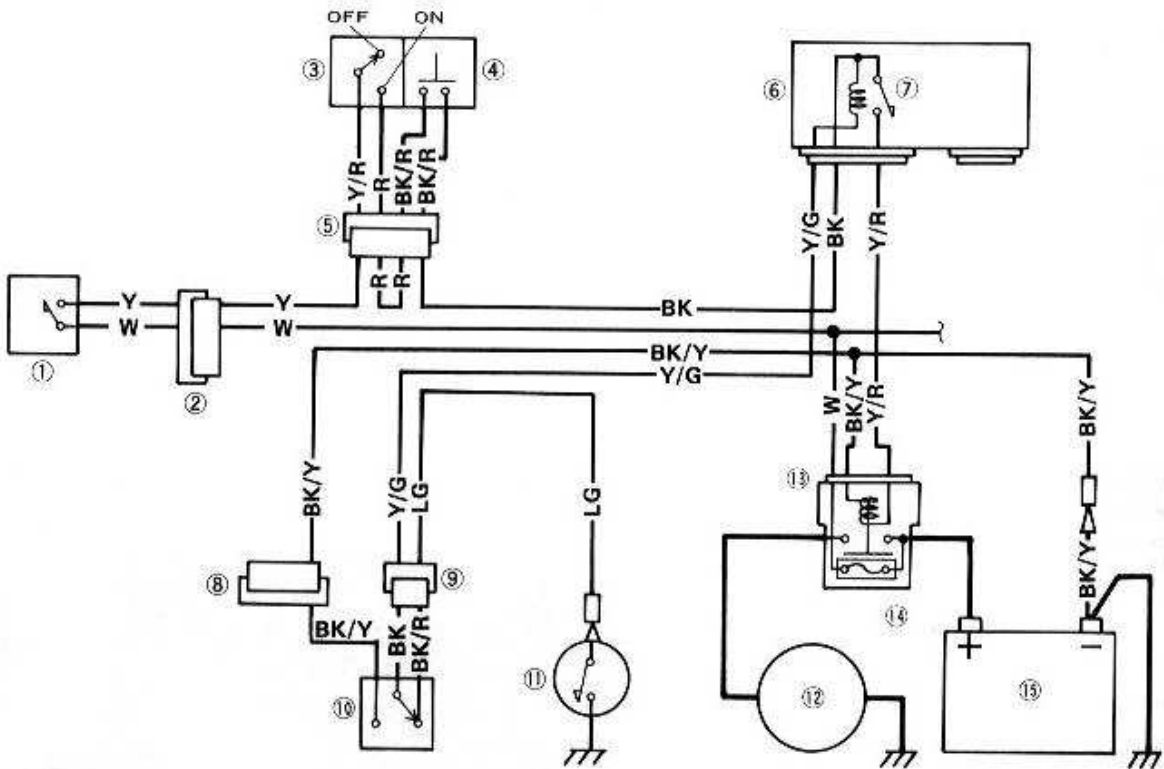 OFF ON
③ ④ ⑥ ⑦
Y/R R BK/R BK/R
Y/G BK Y/R
⑤
R R
Y Y BK
W W
①
②
BK/Y
Y/G
W BK/Y Y/R BK/Y
BK/Y Y/G LG LG
⑬
⑧ ⑨
BK/Y
⑭
BK/Y BK BK/R
+ −
⑩ ⑪ ⑫ ⑮